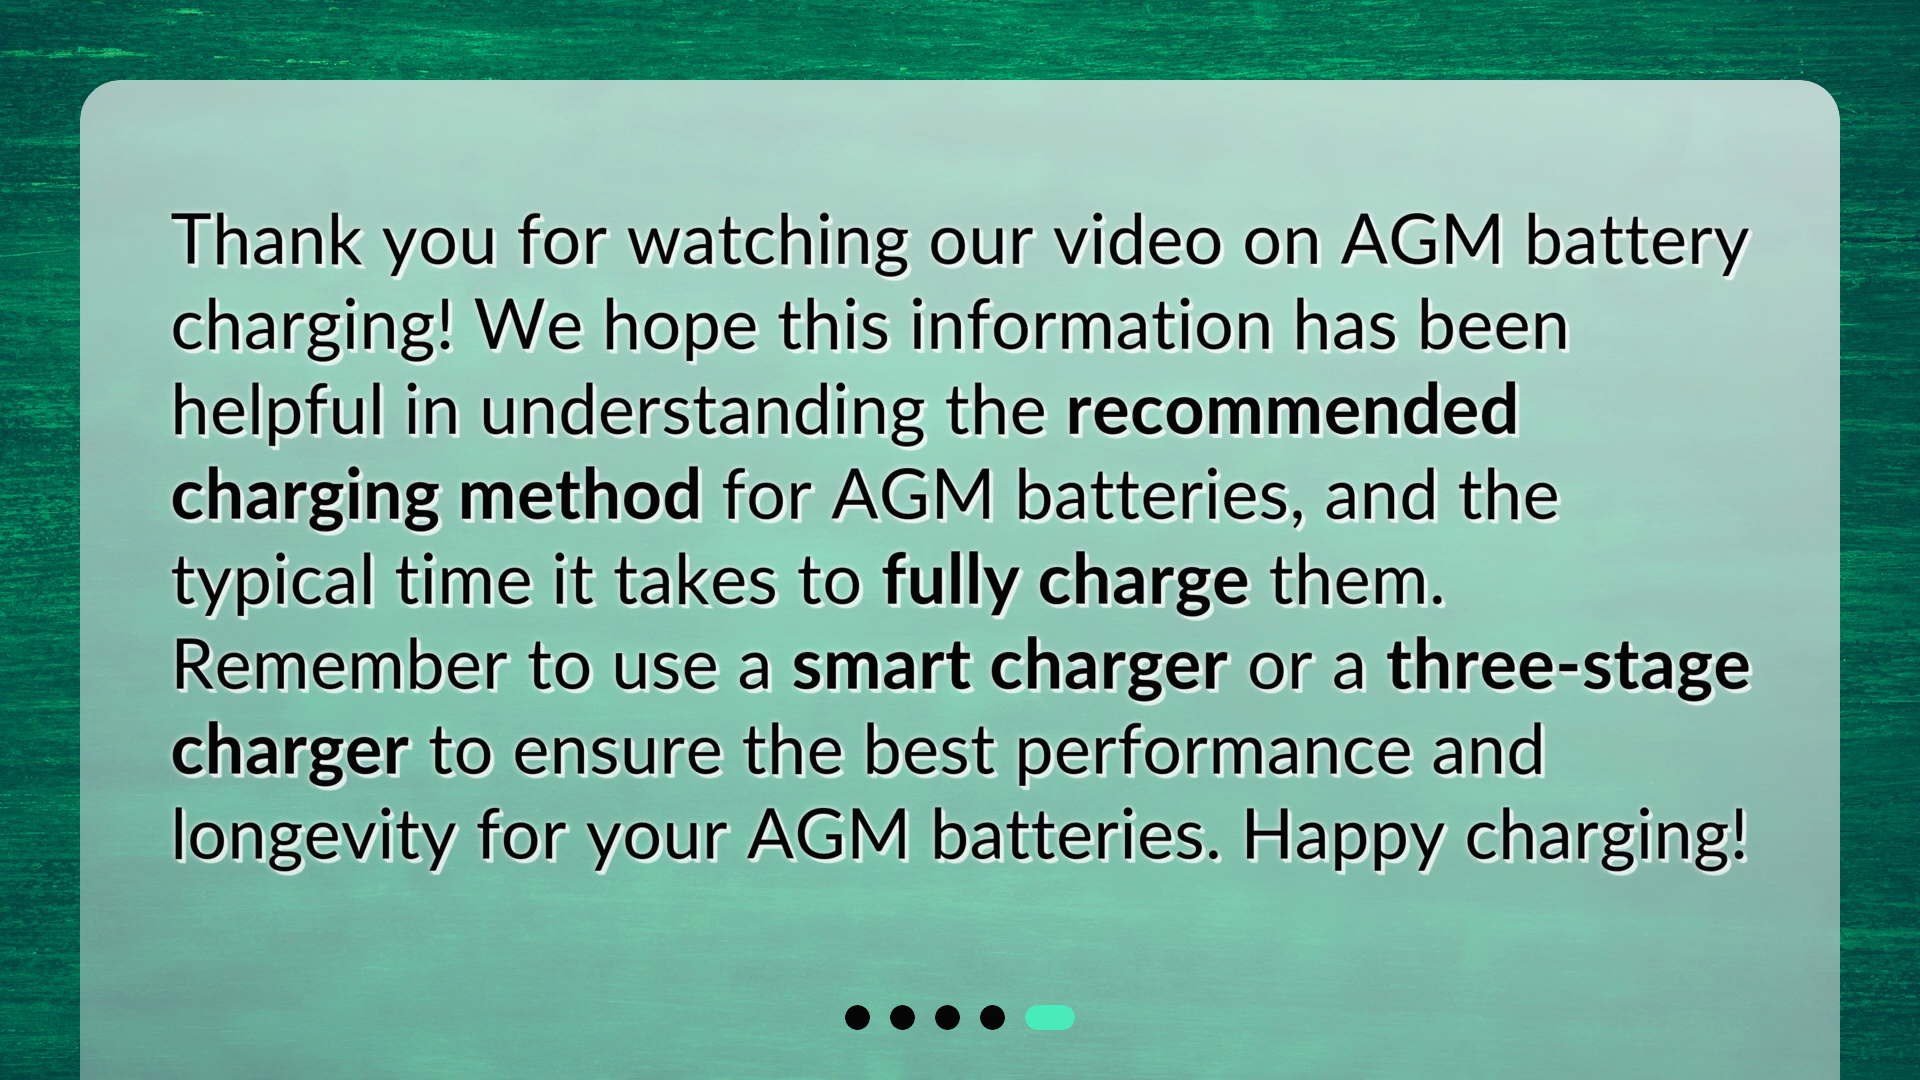 Thank you for watching our video on AGM battery
charging! We hope this information has been
helpful in understanding the recommended
charging method for AGM batteries, and the
typical time it takes to fully charge them.
Remember to use a smart charger or a three-stage
charger to ensure the best performance and
longevity for your AGM batteries. Happy charging!